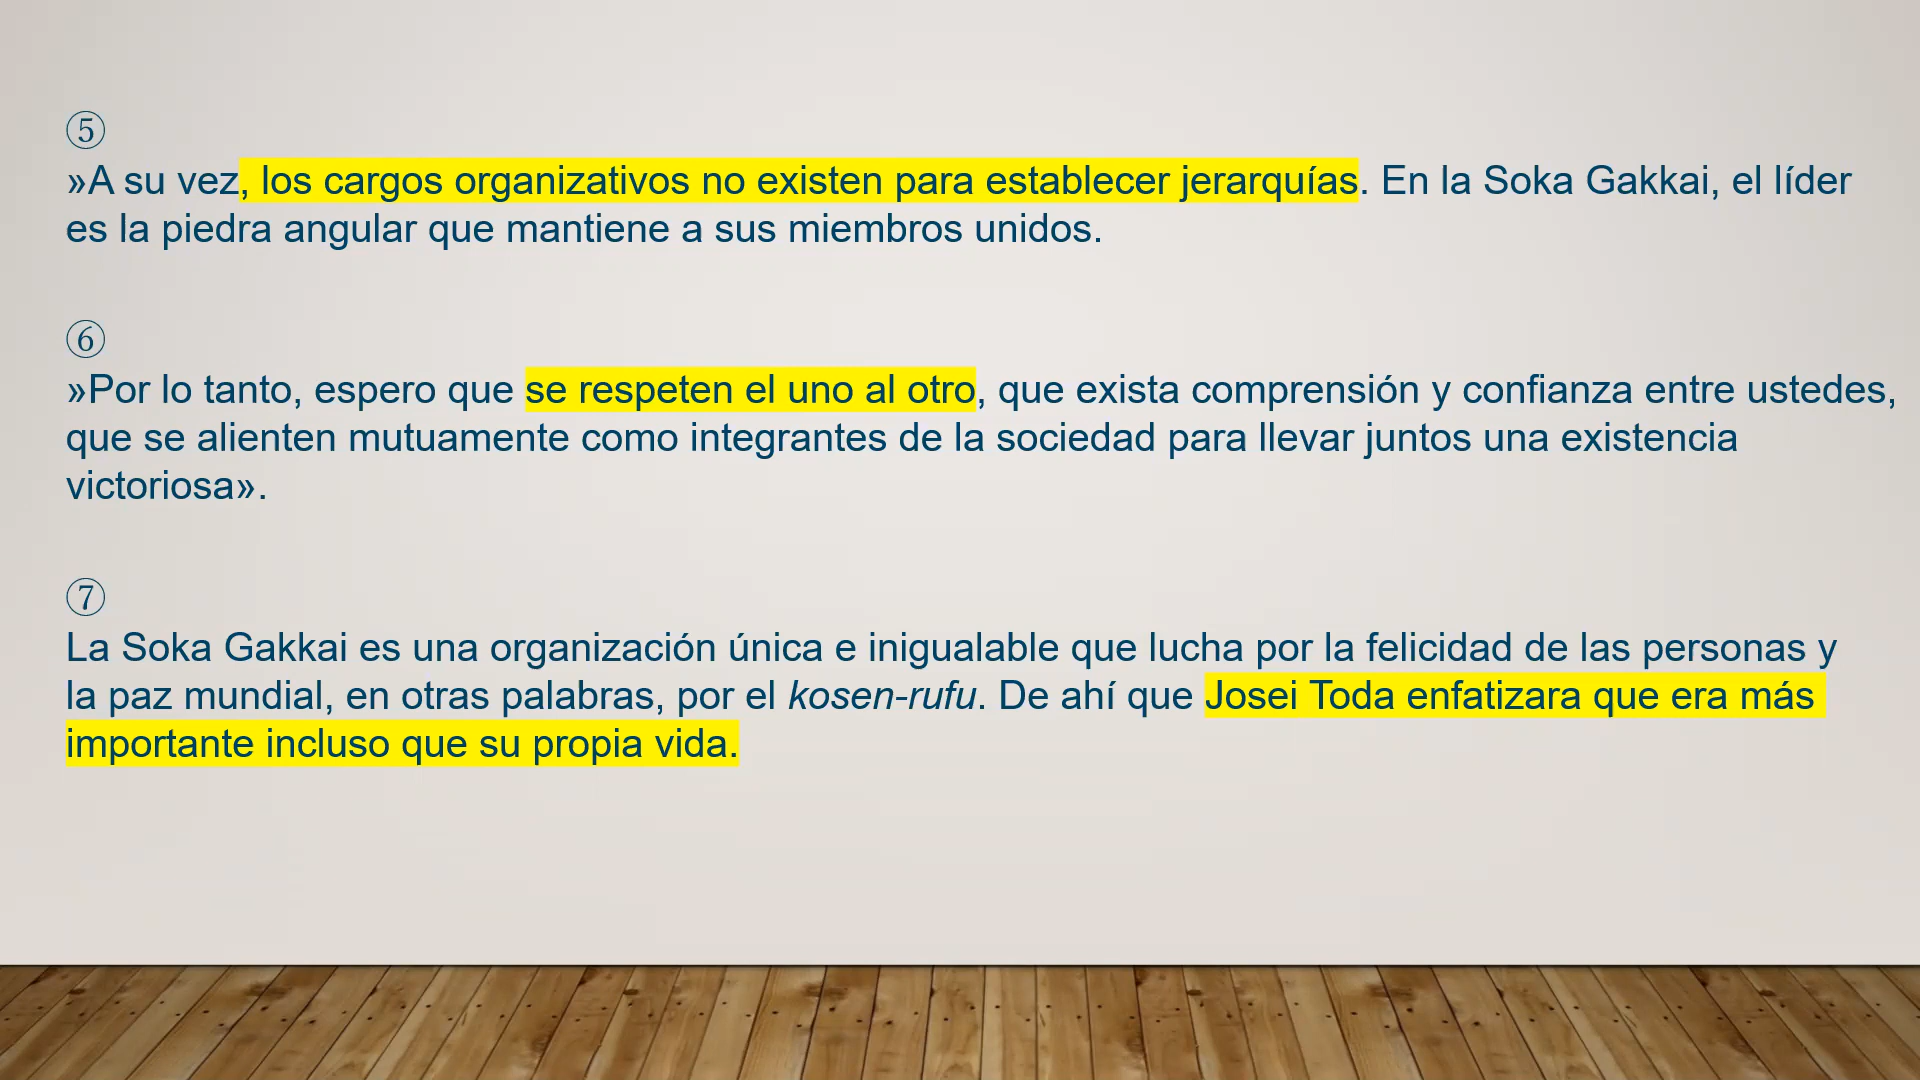 ⑤
»A su vez, los cargos organizativos no existen para establecer jerarquías. En la Soka Gakkai, el líder
es la piedra angular que mantiene a sus miembros unidos.
⑥
»Por lo tanto, espero que se respeten el uno al otro, que exista comprensión y confianza entre ustedes,
que se alienten mutuamente como integrantes de la sociedad para llevar juntos una existencia
victoriosa».
⑦
La Soka Gakkai es una organización única e inigualable que lucha por la felicidad de las personas y
la paz mundial, en otras palabras, por el kosen-rufu. De ahí que Josei Toda enfatizara que era más
importante incluso que su propia vida.